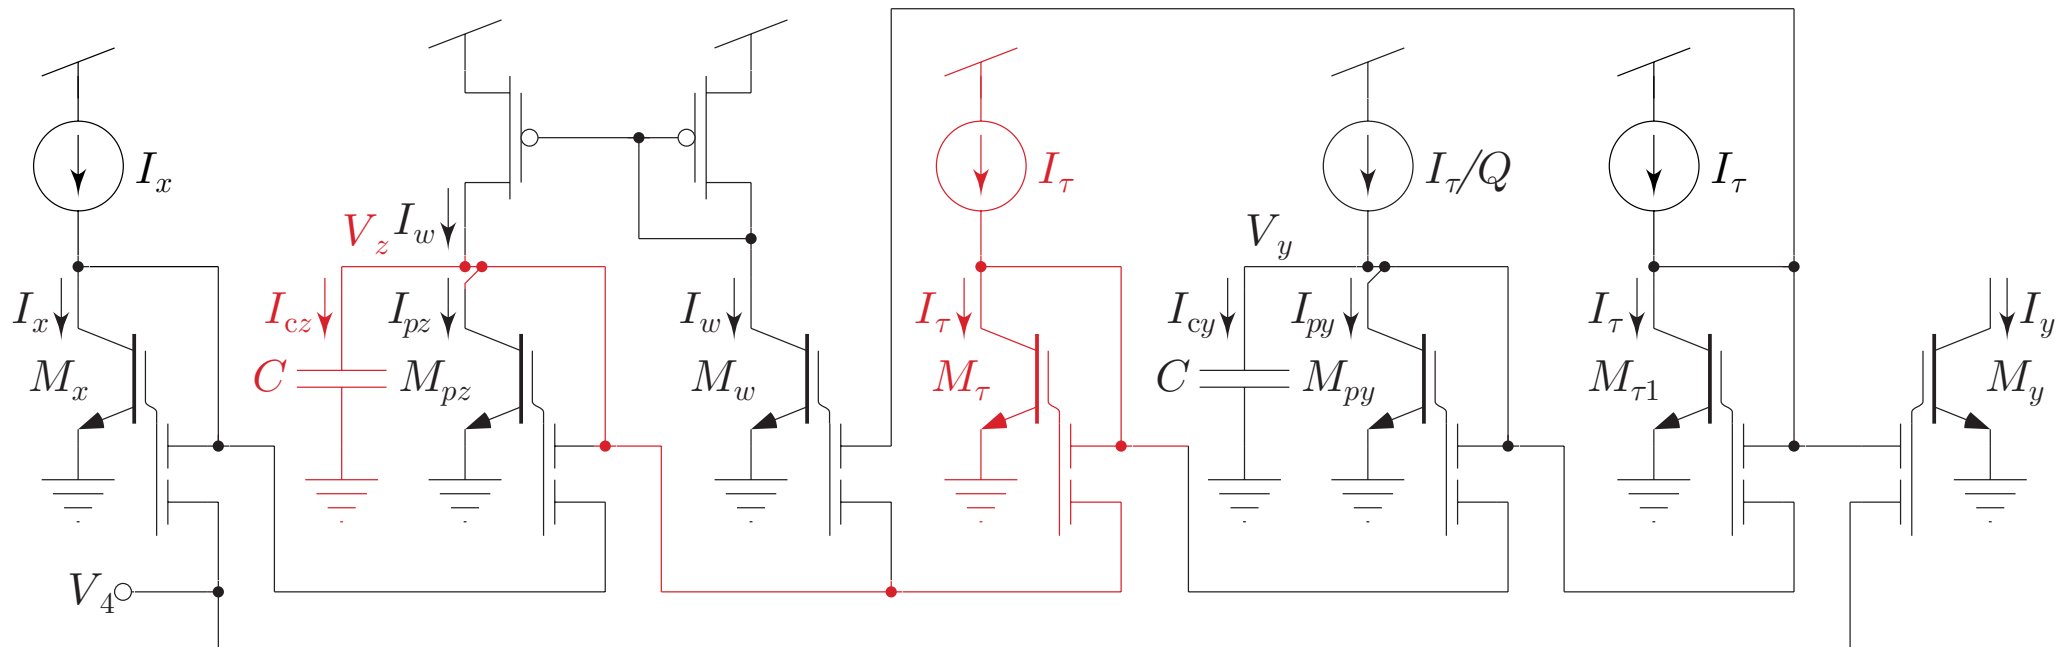 I_x
I_τ
I_τ/Q
I_τ
V_z I_w
V_y
I_x
I_cz
I_pz
I_w
I_τ
I_cy
I_py
I_τ
I_y
M_x
C
M_pz
M_w
M_τ
C
M_py
M_τ1
M_y
V_4